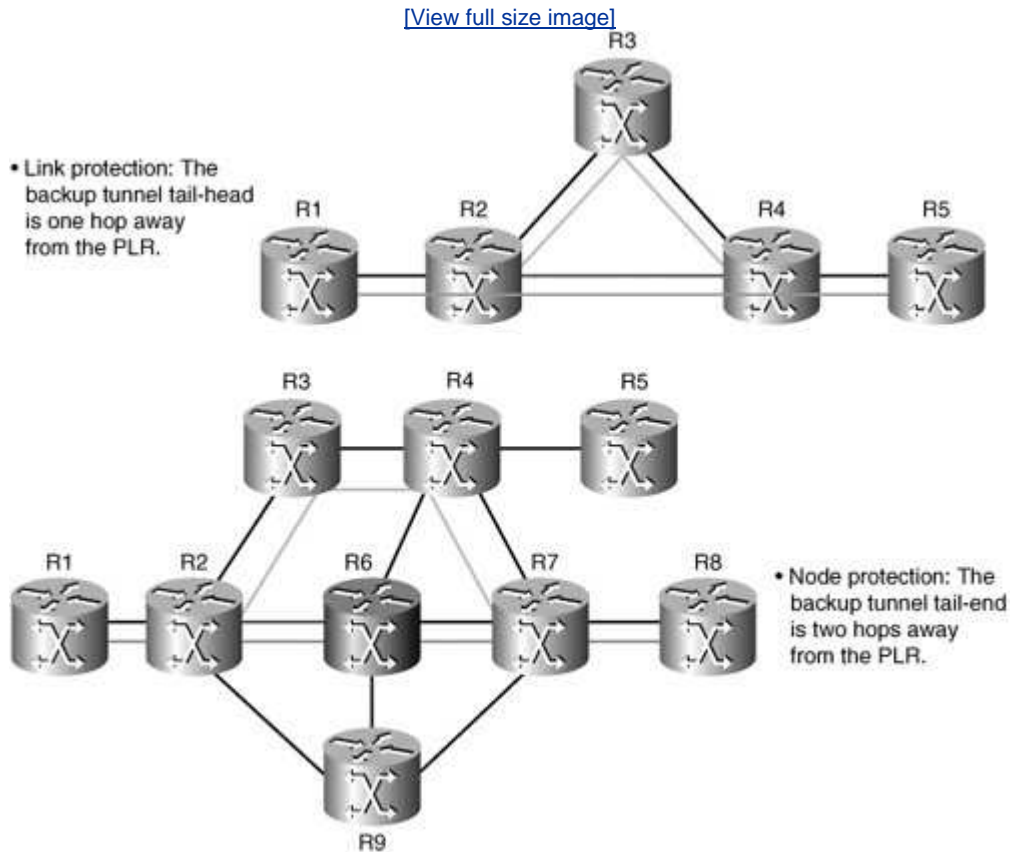 [View full size image]
R3
• Link protection: The
backup tunnel tail-head
is one hop away
from the PLR.
R1
R2
R4
R5
R3
R4
R5
R1
R2
R6
R7
R8
• Node protection: The
backup tunnel tail-end
is two hops away
from the PLR.
R9